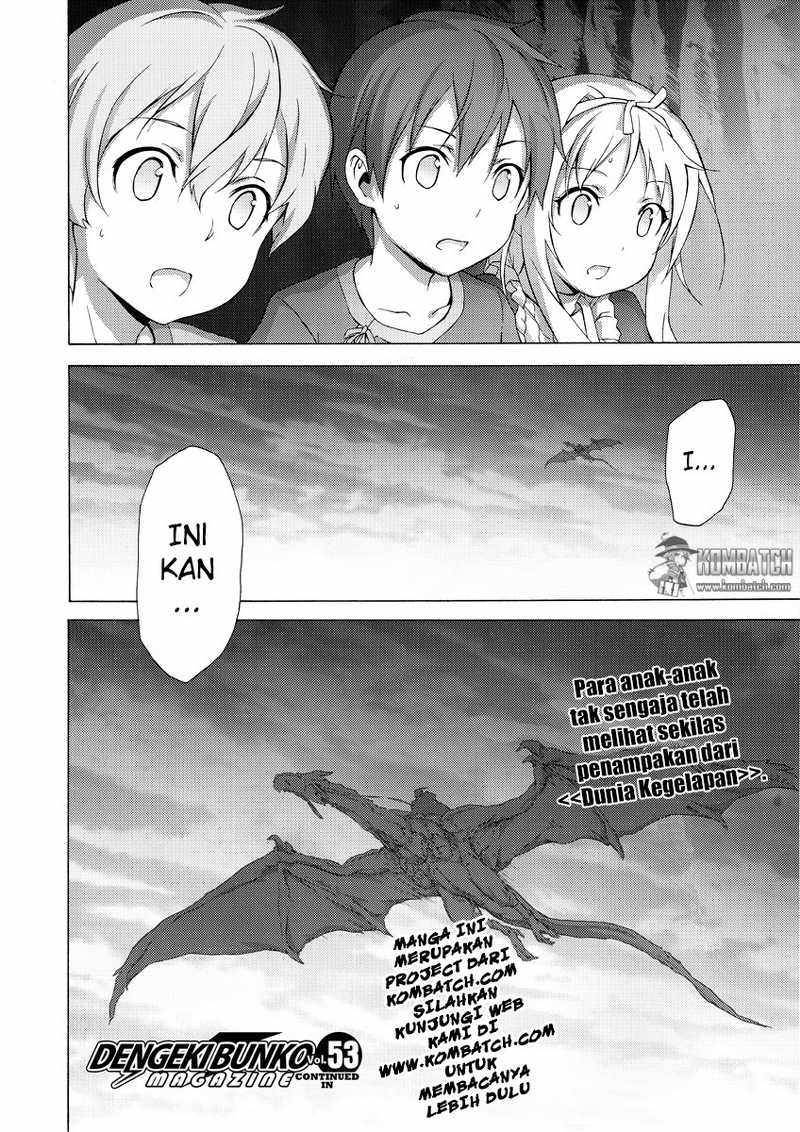 I...
KOMBATCH
www.kombatch.com
INI
KAN
...
Para anak-anak
tak sengaja telah
melihat sekilas
penampakan dari
<<Dunia Kegelapan>>.
MANGA INI
MERUPAKAN
PROJECT DARI
KOMBATCH.COM
SILAHKAN
KUNJUNGI WEB
KAMI DI
WWW.KOMBATCH.COM
UNTUK
MEMBACANYA
LEBIH DULU
DENGEKI BUNKO Vol.53
MAGAZINE CONTINUED
IN